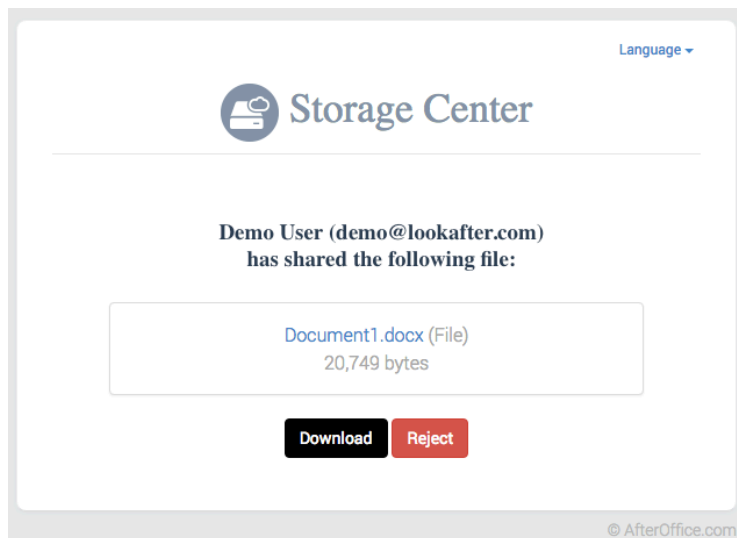 Language
Storage Center
Demo User (demo@lookafter.com)
has shared the following file:
Document1.docx (File)
20,749 bytes
Download Reject
© AfterOffice.com